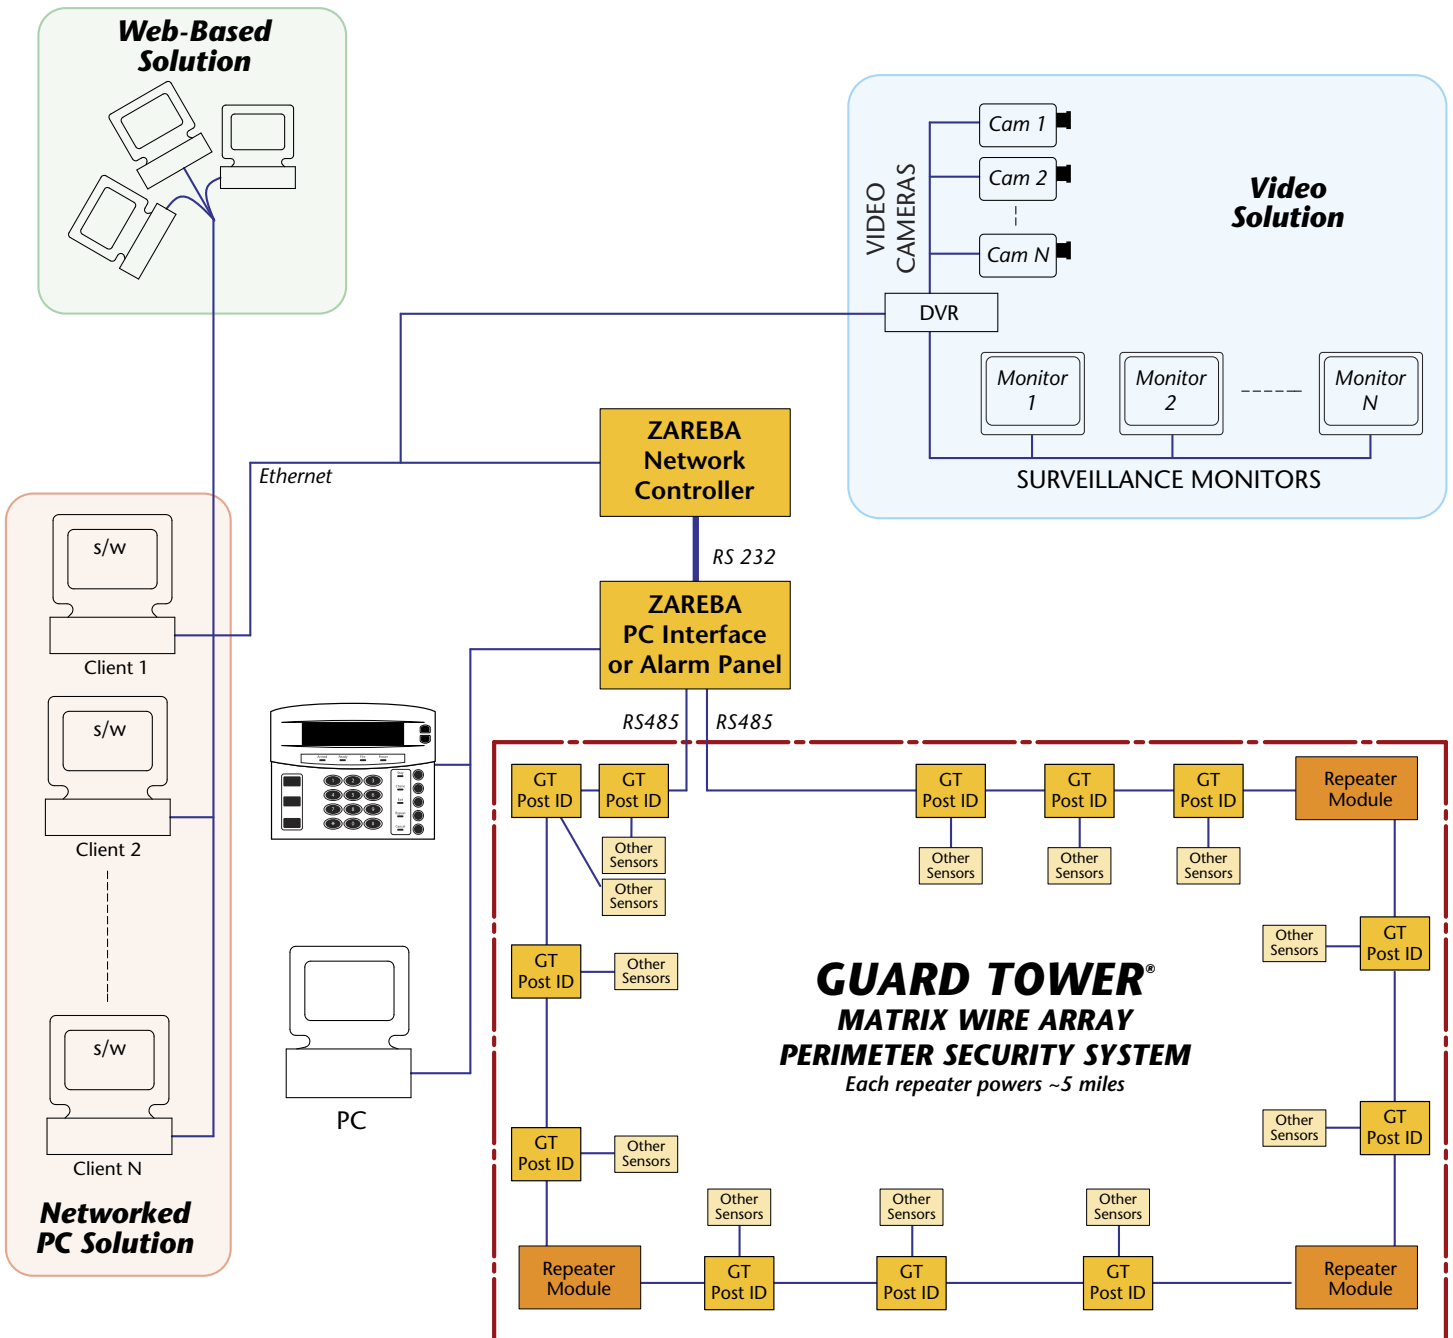 Web-Based
Solution
Cam 1
Cam 2
Cam N
VIDEO
CAMERAS
Video
Solution
DVR
Monitor
1
Monitor
2
Monitor
N
SURVEILLANCE MONITORS
ZAREBA
Network
Controller
Ethernet
RS 232
s/w
Client 1
ZAREBA
PC Interface
or Alarm Panel
s/w
Client 2
RS485
RS485
GT
Post ID
GT
Post ID
GT
Post ID
GT
Post ID
GT
Post ID
Repeater
Module
Other
Sensors
Other
Sensors
Other
Sensors
Other
Sensors
Other
Sensors
GT
Post ID
Other
Sensors
Other
Sensors
GT
Post ID
GUARD TOWER®
MATRIX WIRE ARRAY
PERIMETER SECURITY SYSTEM
Each repeater powers ~5 miles
PC
s/w
Client N
Networked
PC Solution
GT
Post ID
Other
Sensors
Other
Sensors
GT
Post ID
Other
Sensors
Other
Sensors
Other
Sensors
Repeater
Module
GT
Post ID
GT
Post ID
GT
Post ID
Repeater
Module